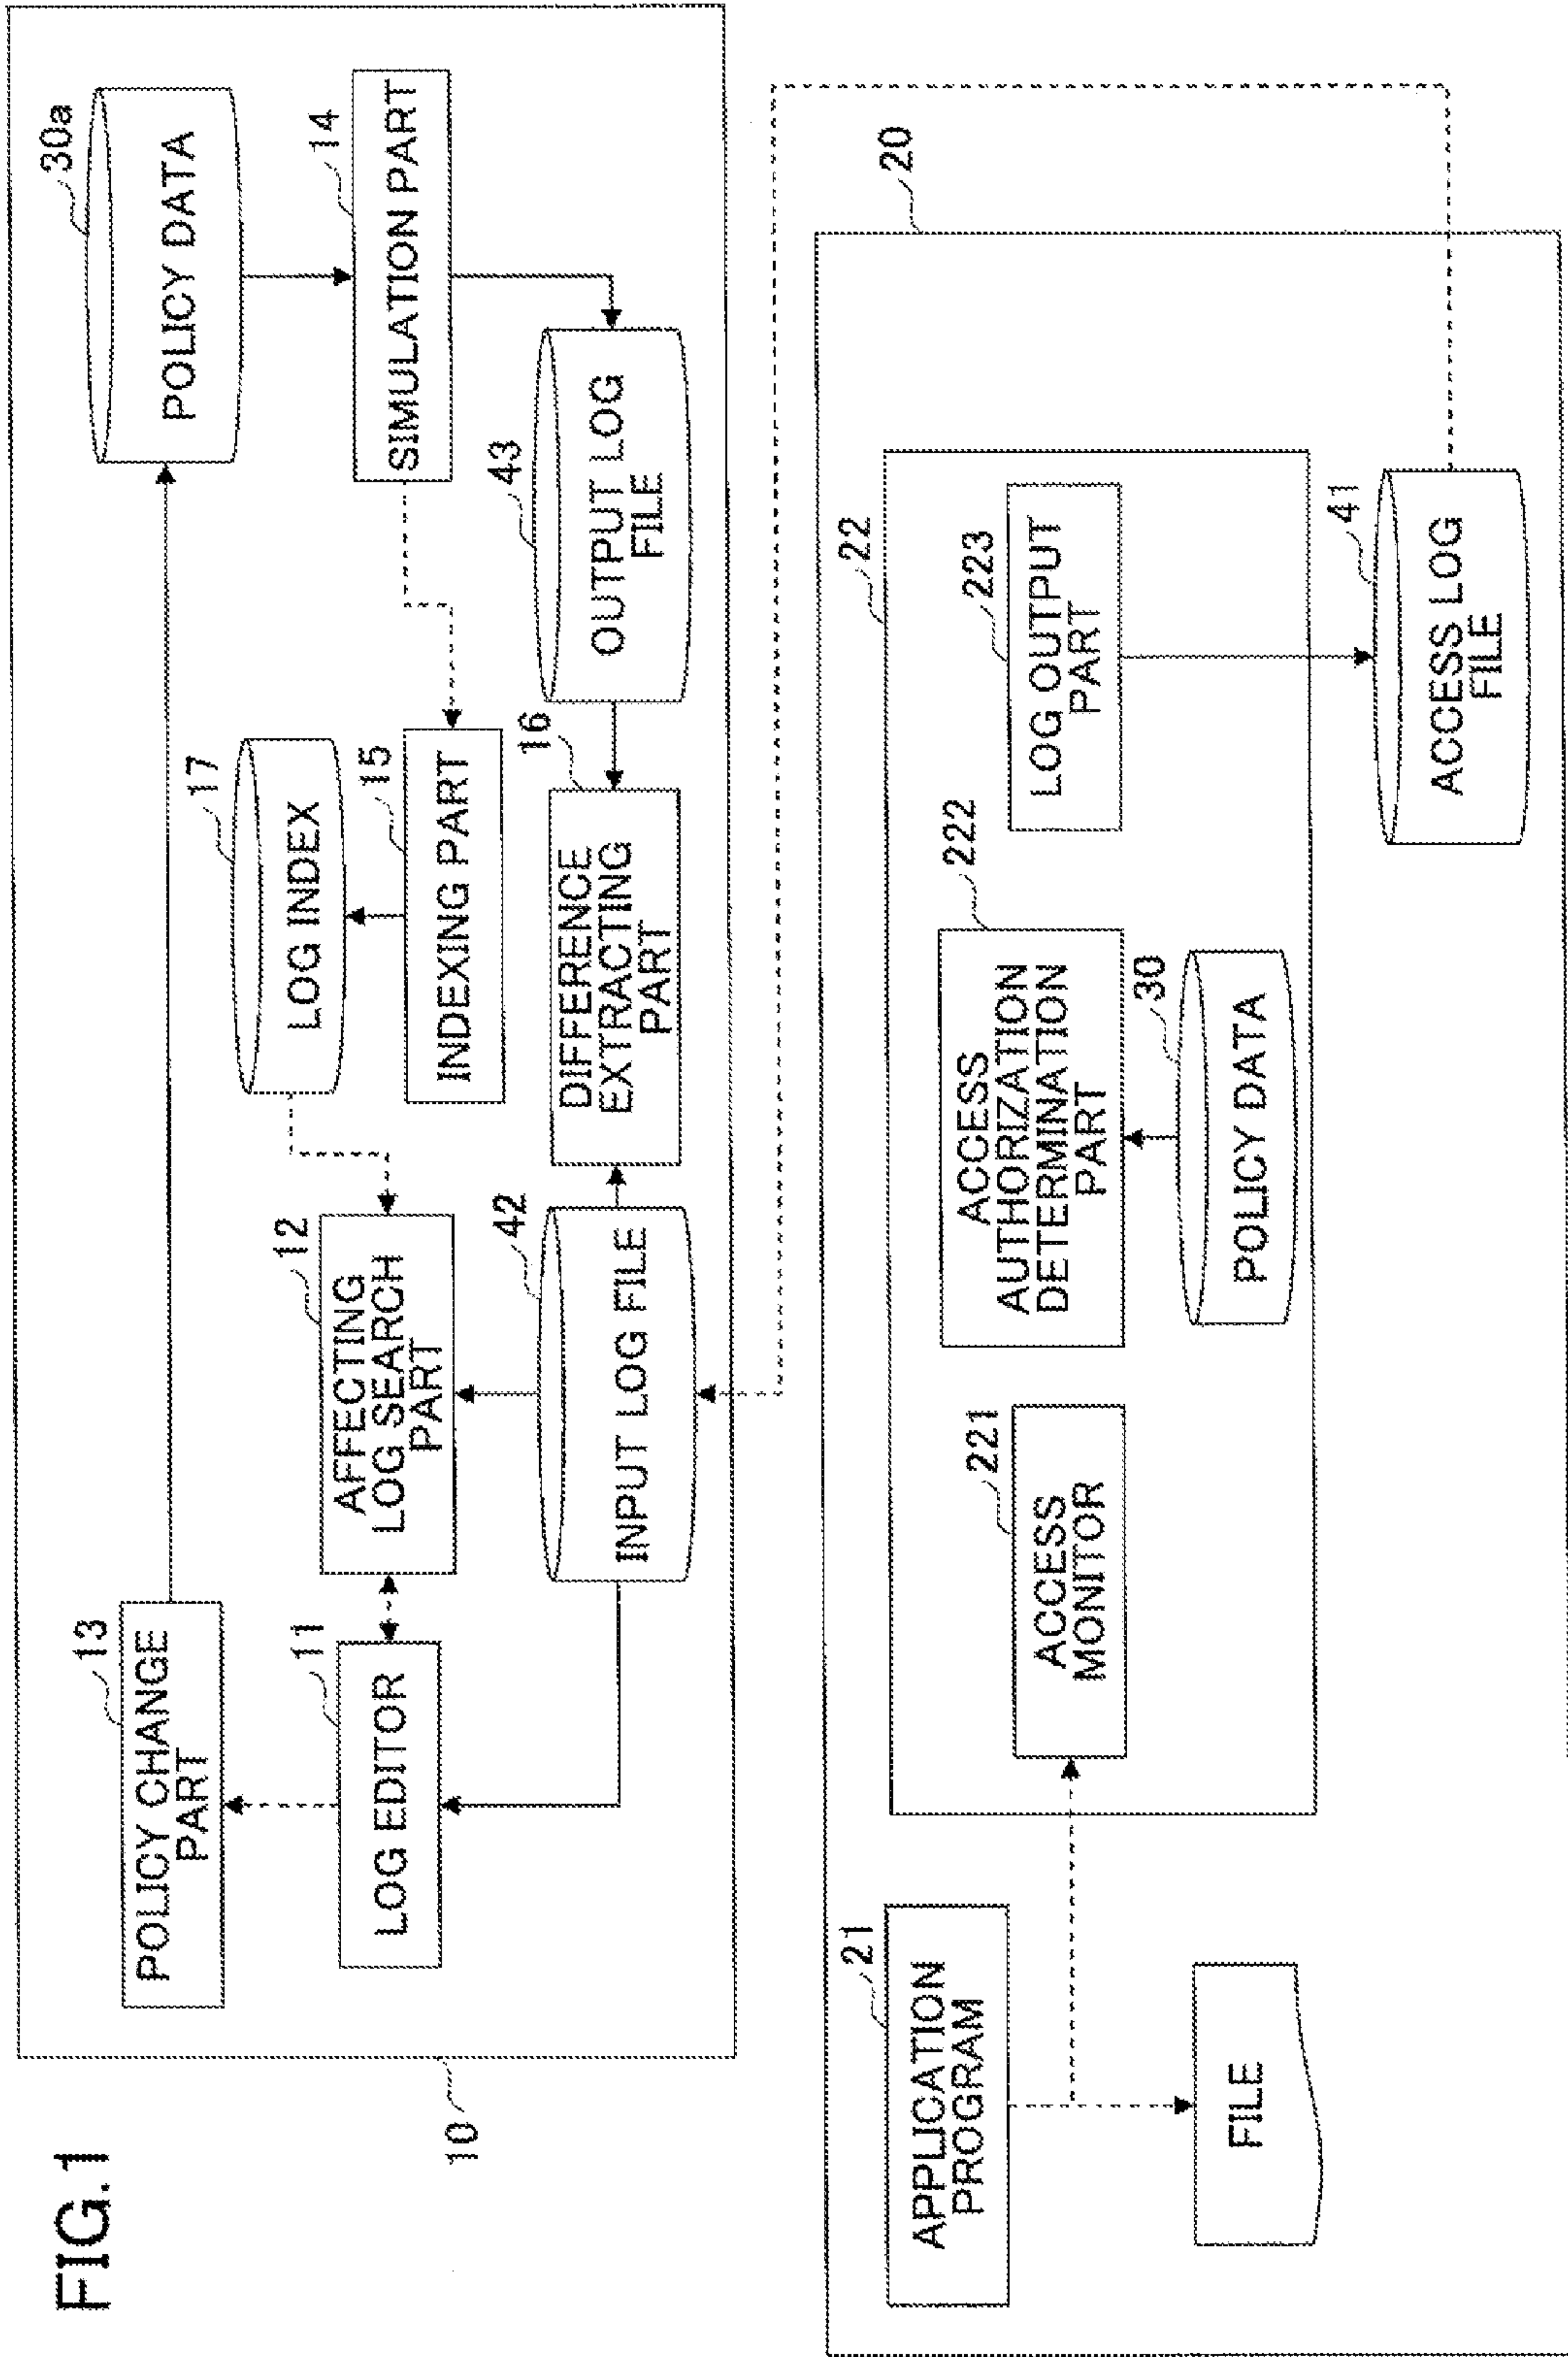 FIG.1
10
13
POLICY CHANGE
PART
30a
POLICY DATA
11
LOG EDITOR
12
AFFECTING
LOG SEARCH
PART
17
LOG INDEX
15
INDEXING PART
14
SIMULATION PART
42
INPUT LOG FILE
16
DIFFERENCE
EXTRACTING
PART
43
OUTPUT LOG
FILE
20
21
APPLICATION
PROGRAM
FILE
22
221
ACCESS
MONITOR
222
ACCESS
AUTHORIZATION
DETERMINATION
PART
30
POLICY DATA
223
LOG OUTPUT
PART
41
ACCESS LOG
FILE